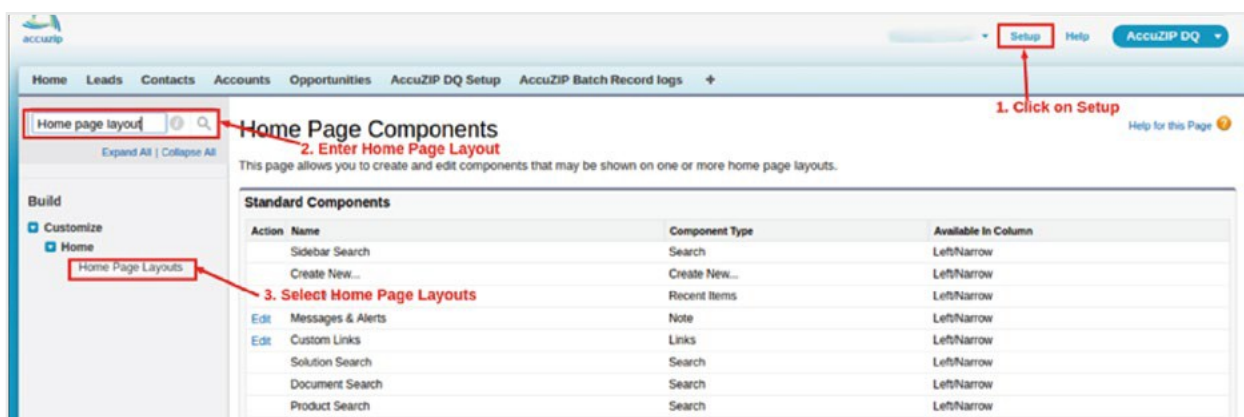 accuzip
Setup Help AccuZIP DQ
Home Leads Contacts Accounts Opportunities AccuZIP DQ Setup AccuZIP Batch Record logs +
1. Click on Setup
Home page layout
Home Page Components
Help for this Page ?
2. Enter Home Page Layout
Expand All | Collapse All
This page allows you to create and edit components that may be shown on one or more home page layouts.
Build
Standard Components
Customize
Action Name Component Type Available In Column
Home
Sidebar Search Search Left/Narrow
Home Page Layouts
Create New... Create New... Left/Narrow
3. Select Home Page Layouts
Recent Items Left/Narrow
Edit Messages & Alerts Note Left/Narrow
Edit Custom Links Links Left/Narrow
Solution Search Search Left/Narrow
Document Search Search Left/Narrow
Product Search Search Left/Narrow